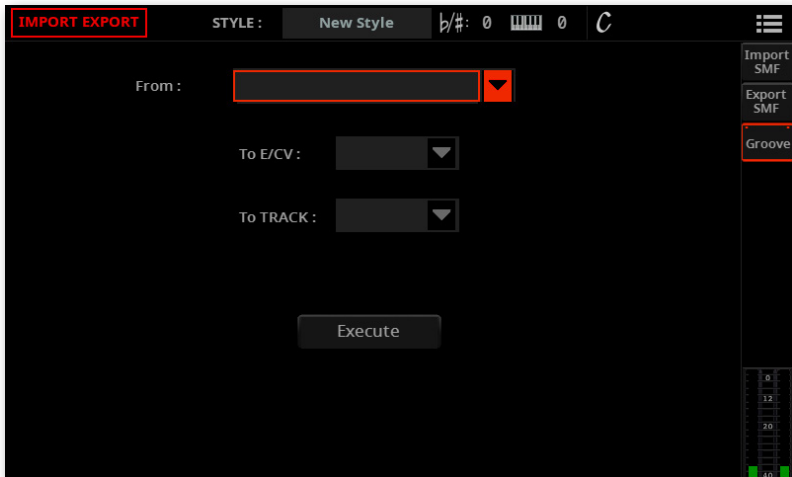 IMPORT EXPORT STYLE : New Style ♭/#: 0 0 C
Import
SMF
From :
Export
SMF
Groove
To E/CV :
To TRACK :
Execute
0
12
20
40